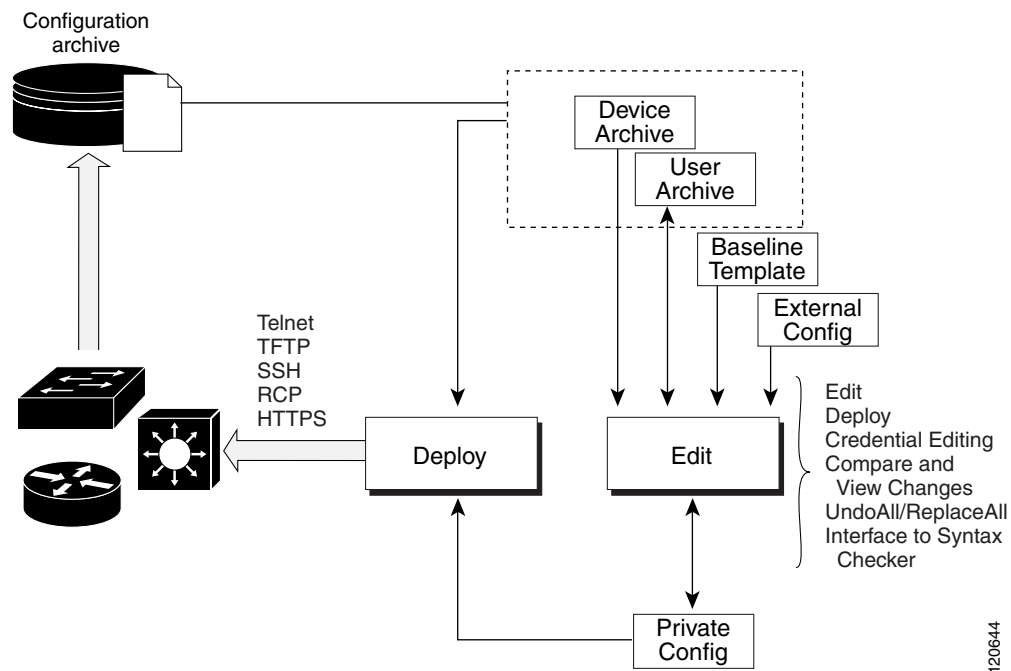 Configuration
archive
Device
Archive
User
Archive
Baseline
Template
External
Config
Telnet
TFTP
SSH
RCP
HTTPS
Deploy
Edit
Edit
Deploy
Credential Editing
Compare and
View Changes
UndoAll/ReplaceAll
Interface to Syntax
Checker
Private
Config
120644